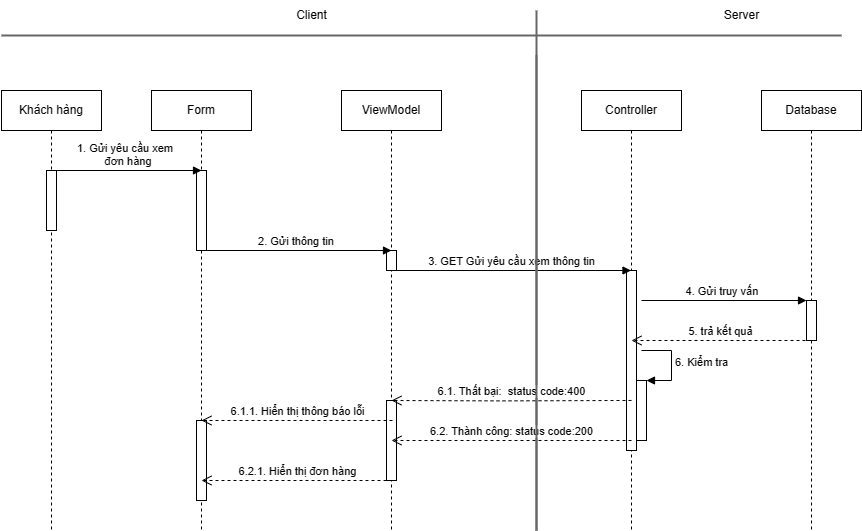 Client
Server
Khách hàng
Form
ViewModel
Controller
Database
1. Gửi yêu cầu xem
đơn hàng
2. Gửi thông tin
3. GET Gửi yêu cầu xem thông tin
4. Gửi truy vấn
5. trả kết quả
6. Kiểm tra
6.1. Thất bại: status code:400
6.1.1. Hiển thị thông báo lỗi
6.2. Thành công: status code:200
6.2.1. Hiển thị đơn hàng